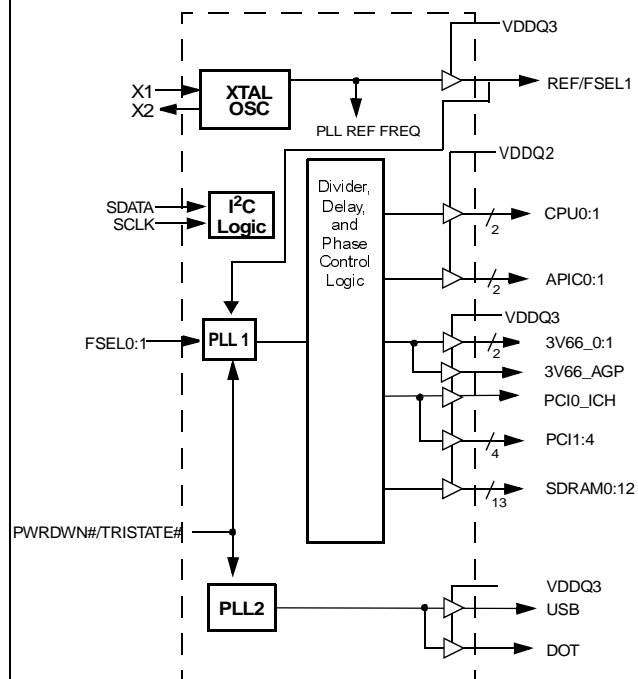 VDDQ3
X1
X2
XTAL
OSC
REF/FSEL1
PLL REF FREQ
VDDQ2
SDATA
SCLK
I²C
Logic
Divider,
Delay,
and
Phase
Control
Logic
2
CPU0:1
2
APIC0:1
VDDQ3
FSEL0:1
PLL 1
2
3V66_0:1
3V66_AGP
PCI0_ICH
4
PCI1:4
13
SDRAM0:12
PWRDWN#/TRISTATE#
PLL2
VDDQ3
USB
DOT